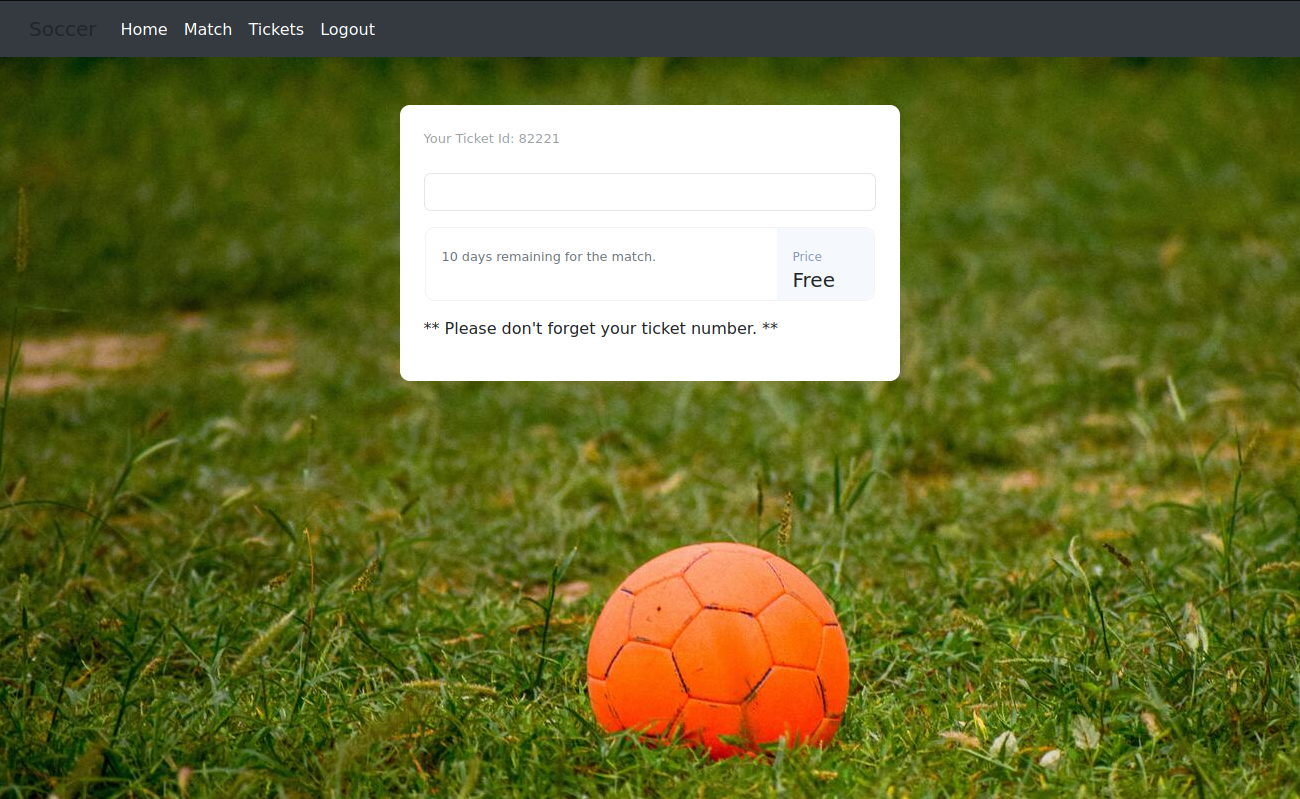 Soccer Home Match Tickets Logout
Your Ticket Id: 82221
10 days remaining for the match.
Price
Free
** Please don't forget your ticket number. **